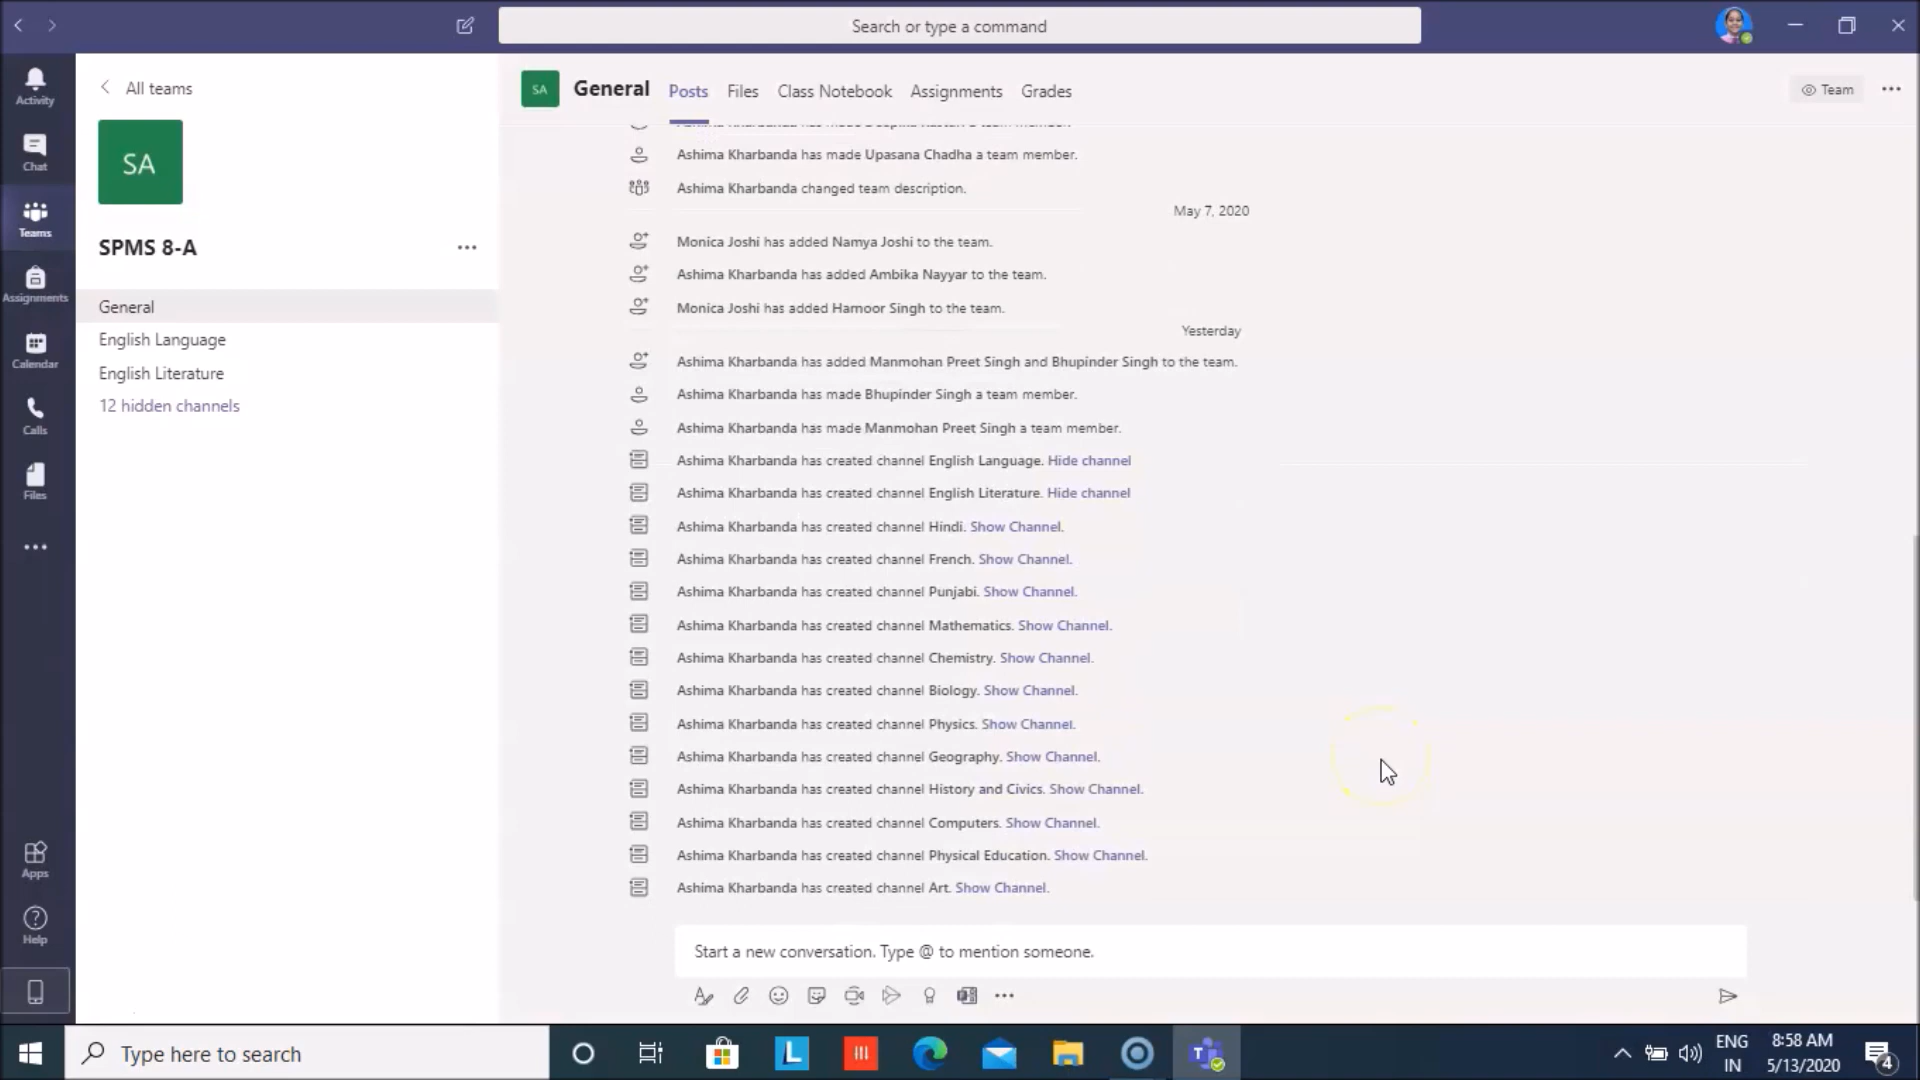 Search or type a command
Activity
Chat
Teams
Assignments
Calendar
Calls
Files
Apps
Help
All teams
SA
SPMS 8-A
General
English Language
English Literature
12 hidden channels
SA
General
Posts
Files
Class Notebook
Assignments
Grades
Team
Ashima Kharbanda has made Upasana Chadha a team member.
Ashima Kharbanda changed team description.
May 7, 2020
Monica Joshi has added Namya Joshi to the team.
Ashima Kharbanda has added Ambika Nayyar to the team.
Monica Joshi has added Hamoor Singh to the team.
Yesterday
Ashima Kharbanda has added Manmohan Preet Singh and Bhupinder Singh to the team.
Ashima Kharbanda has made Bhupinder Singh a team member.
Ashima Kharbanda has made Manmohan Preet Singh a team member.
Ashima Kharbanda has created channel English Language. Hide channel
Ashima Kharbanda has created channel English Literature. Hide channel
Ashima Kharbanda has created channel Hindi. Show Channel.
Ashima Kharbanda has created channel French. Show Channel.
Ashima Kharbanda has created channel Punjabi. Show Channel.
Ashima Kharbanda has created channel Mathematics. Show Channel.
Ashima Kharbanda has created channel Chemistry. Show Channel.
Ashima Kharbanda has created channel Biology. Show Channel.
Ashima Kharbanda has created channel Physics. Show Channel.
Ashima Kharbanda has created channel Geography. Show Channel.
Ashima Kharbanda has created channel History and Civics. Show Channel.
Ashima Kharbanda has created channel Computers. Show Channel.
Ashima Kharbanda has created channel Physical Education. Show Channel.
Ashima Kharbanda has created channel Art. Show Channel.
Start a new conversation. Type @ to mention someone.
Type here to search
L
T
ENG
IN
8:58 AM
5/13/2020
4